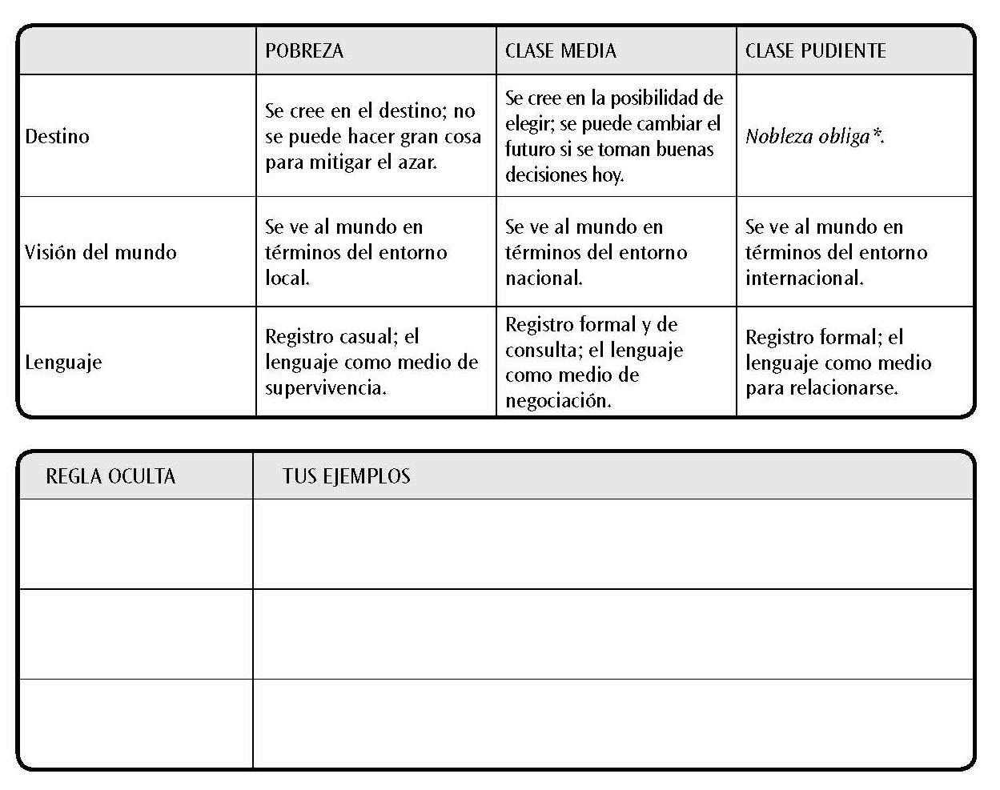 POBREZA
CLASE MEDIA
CLASE PUDIENTE
Destino
Se cree en el destino; no
se puede hacer gran cosa
para mitigar el azar.
Se cree en la posibilidad de
elegir; se puede cambiar el
futuro si se toman buenas
decisiones hoy.
Nobleza obliga*.
Visión del mundo
Se ve al mundo en
términos del entorno
local.
Se ve al mundo en
términos del entorno
nacional.
Se ve al mundo en
términos del entorno
internacional.
Lenguaje
Registro casual; el
lenguaje como medio de
supervivencia.
Registro formal y de
consulta; el lenguaje
como medio de
negociación.
Registro formal; el
lenguaje como medio
para relacionarse.
REGLA OCULTA
TUS EJEMPLOS